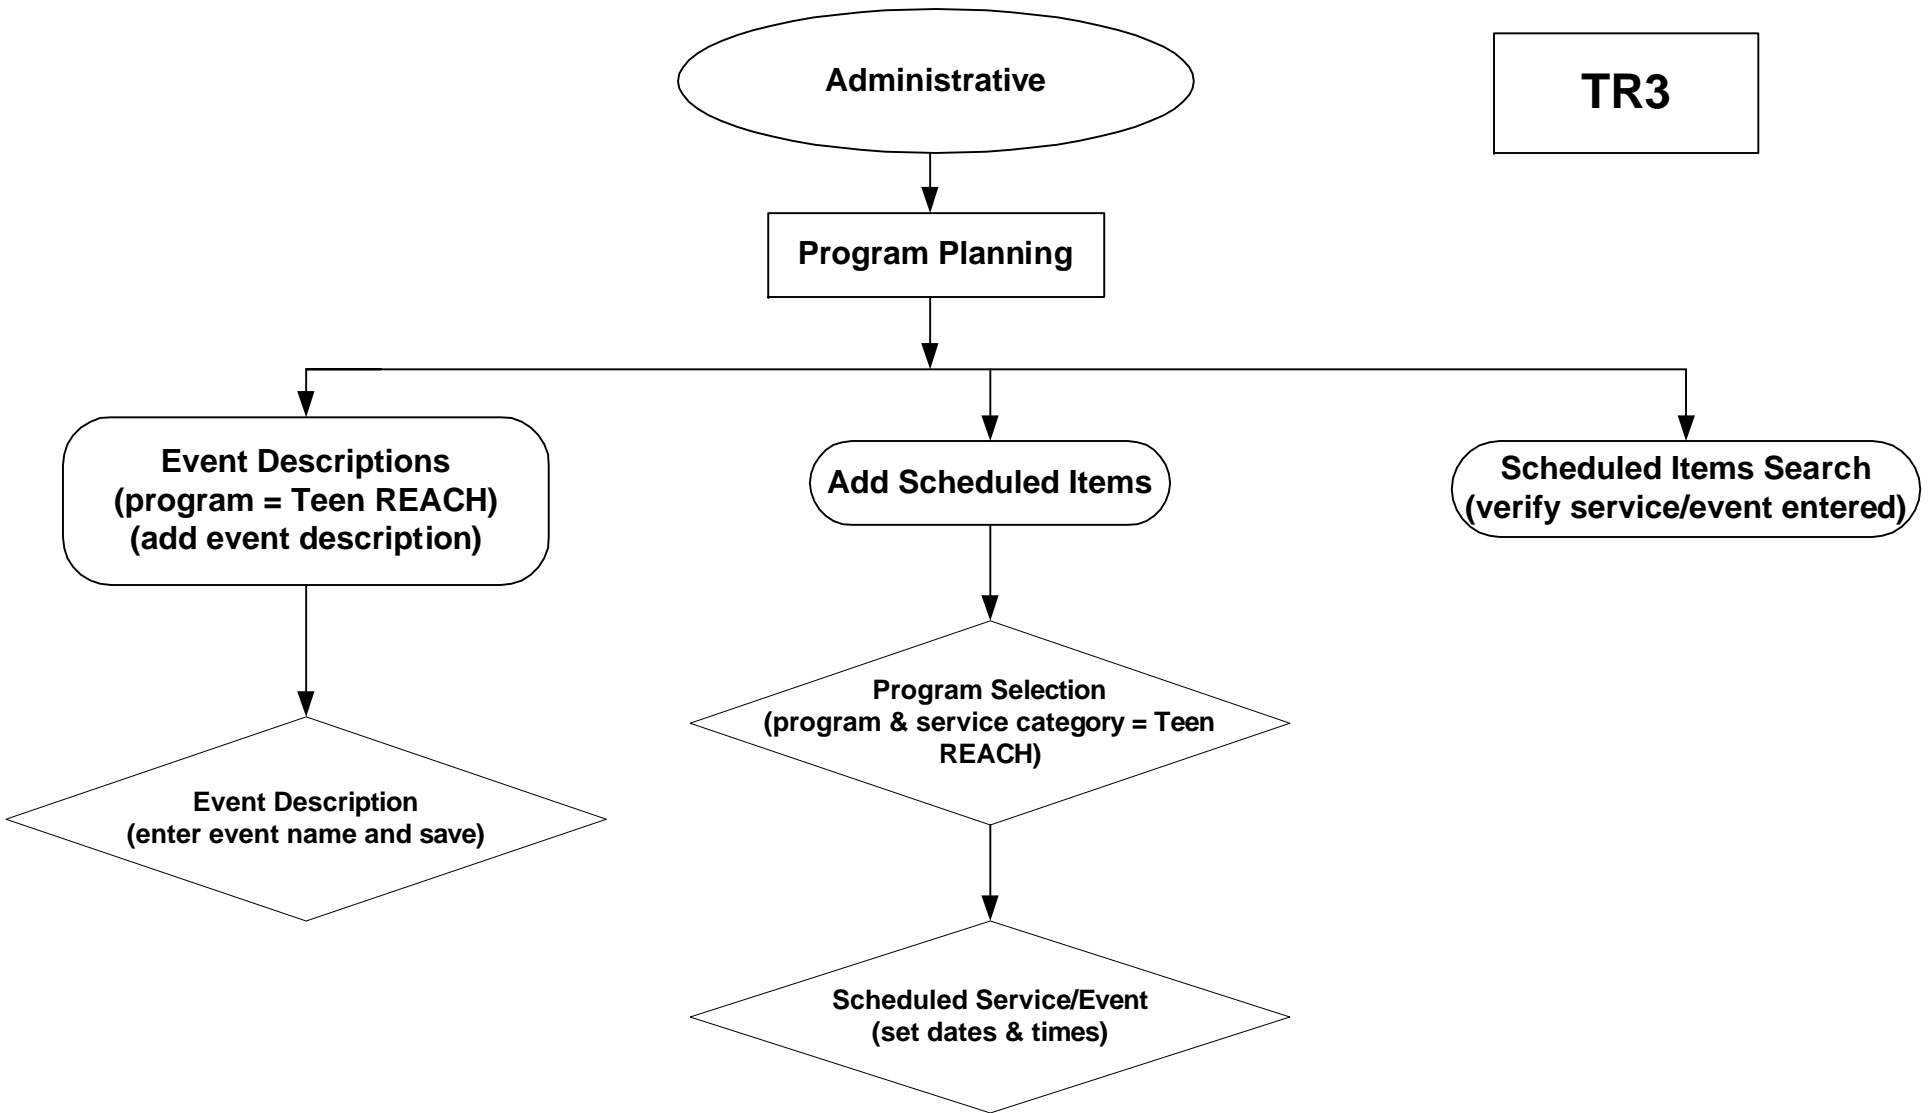 Administrative
TR3
Program Planning
Event Descriptions
(program = Teen REACH)
(add event description)
Add Scheduled Items
Scheduled Items Search
(verify service/event entered)
Program Selection
(program & service category = Teen
REACH)
Event Description
(enter event name and save)
Scheduled Service/Event
(set dates & times)